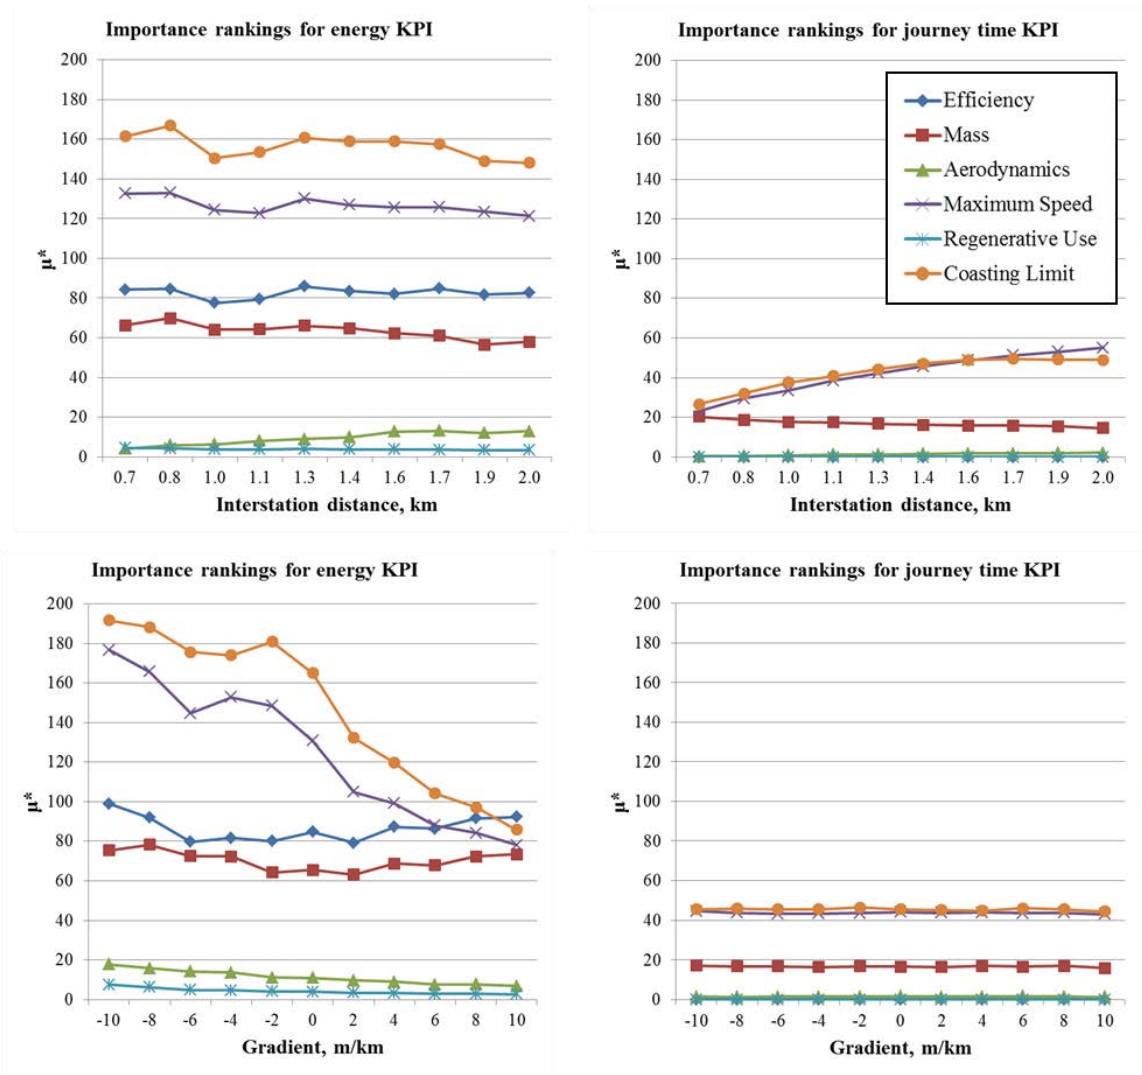 Importance rankings for energy KPI
200
180
160
140
120
100
80
60
40
20
0
μ*
0.7 0.8 1.0 1.1 1.3 1.4 1.6 1.7 1.9 2.0
Interstation distance, km
Importance rankings for journey time KPI
200
180
160
140
120
100
80
60
40
20
0
μ*
Efficiency
Mass
Aerodynamics
Maximum Speed
Regenerative Use
Coasting Limit
0.7 0.8 1.0 1.1 1.3 1.4 1.6 1.7 1.9 2.0
Interstation distance, km
Importance rankings for energy KPI
200
180
160
140
120
100
80
60
40
20
0
μ*
-10 -8 -6 -4 -2 0 2 4 6 8 10
Gradient, m/km
Importance rankings for journey time KPI
200
180
160
140
120
100
80
60
40
20
0
μ*
-10 -8 -6 -4 -2 0 2 4 6 8 10
Gradient, m/km